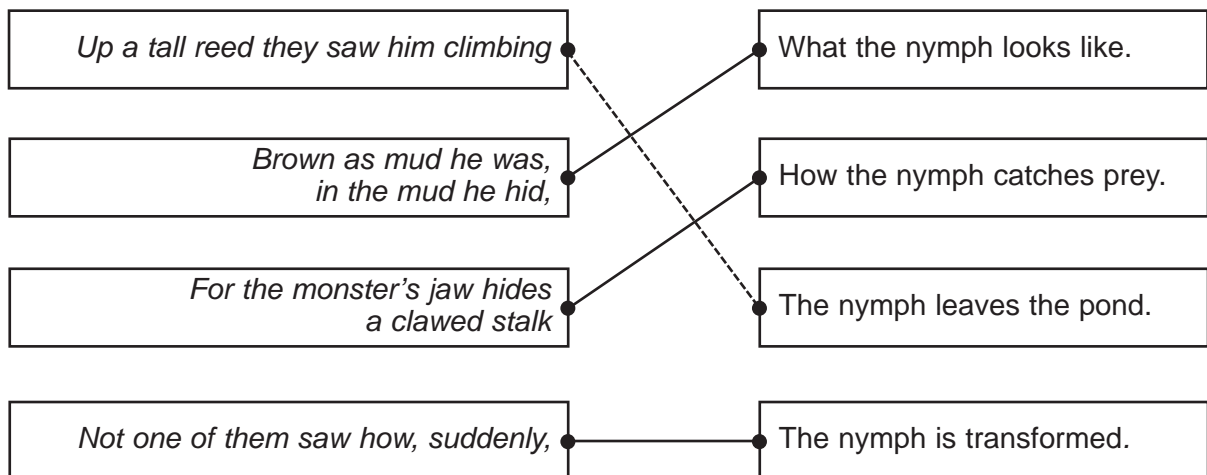 Up a tall reed they saw him climbing
What the nymph looks like.
Brown as mud he was,
in the mud he hid,
How the nymph catches prey.
For the monster's jaw hides
a clawed stalk
The nymph leaves the pond.
Not one of them saw how, suddenly,
The nymph is transformed.